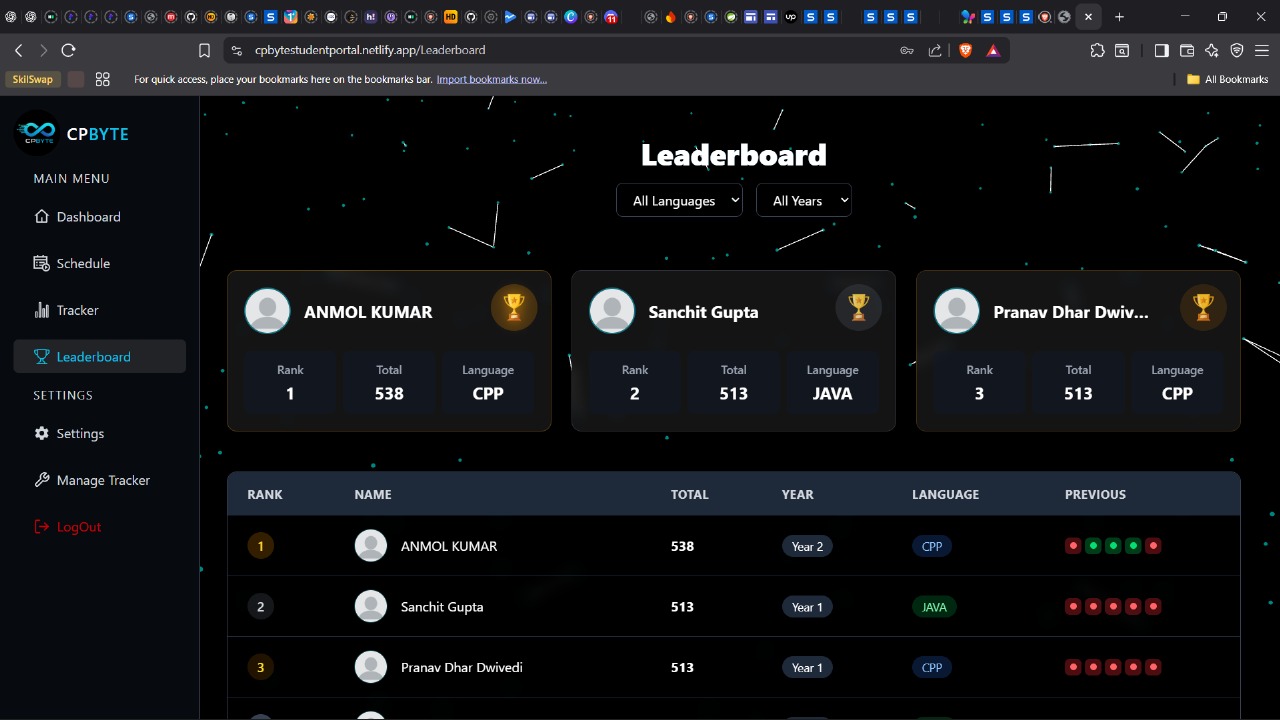 cpbytestudentportal.netlify.app/Leaderboard
SkilSwap
For quick access, place your bookmarks here on the bookmarks bar. Import bookmarks now...
All Bookmarks
CPBYTE
MAIN MENU
Dashboard
Schedule
Tracker
Leaderboard
SETTINGS
Settings
Manage Tracker
LogOut
Leaderboard
All Languages All Years
ANMOL KUMAR
Rank Total Language
1 538 CPP
Sanchit Gupta
Rank Total Language
2 513 JAVA
Pranav Dhar Dwiv...
Rank Total Language
3 513 CPP
RANK NAME TOTAL YEAR LANGUAGE PREVIOUS
1 ANMOL KUMAR 538 Year 2 CPP
2 Sanchit Gupta 513 Year 1 JAVA
3 Pranav Dhar Dwivedi 513 Year 1 CPP